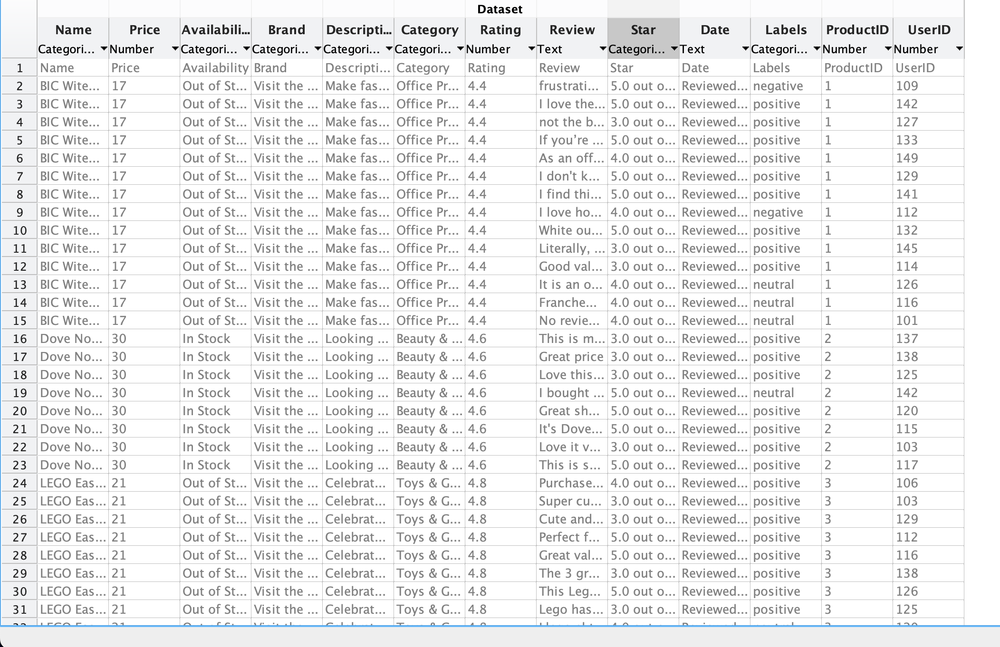 Dataset
Name Price Availabili... Brand Descripti... Category Rating Review Star Date Labels ProductID UserID
Categori... Number Categori... Categori... Categori... Categori... Number Text Categori... Text Categori... Number Number
1 Name Price Availability Brand Descripti... Category Rating Review Star Date Labels ProductID UserID
2 BIC Wite... 17 Out of St... Visit the ... Make fas... Office Pr... 4.4 frustrati... 5.0 out o... Reviewed... negative 1 109
3 BIC Wite... 17 Out of St... Visit the ... Make fas... Office Pr... 4.4 I love the... 5.0 out o... Reviewed... positive 1 142
4 BIC Wite... 17 Out of St... Visit the ... Make fas... Office Pr... 4.4 not the b... 3.0 out o... Reviewed... positive 1 127
5 BIC Wite... 17 Out of St... Visit the ... Make fas... Office Pr... 4.4 If you’re ... 5.0 out o... Reviewed... positive 1 133
6 BIC Wite... 17 Out of St... Visit the ... Make fas... Office Pr... 4.4 As an off... 4.0 out o... Reviewed... positive 1 149
7 BIC Wite... 17 Out of St... Visit the ... Make fas... Office Pr... 4.4 I don't k... 5.0 out o... Reviewed... positive 1 129
8 BIC Wite... 17 Out of St... Visit the ... Make fas... Office Pr... 4.4 I find thi... 5.0 out o... Reviewed... positive 1 141
9 BIC Wite... 17 Out of St... Visit the ... Make fas... Office Pr... 4.4 I love ho... 4.0 out o... Reviewed... negative 1 112
10 BIC Wite... 17 Out of St... Visit the ... Make fas... Office Pr... 4.4 White ou... 5.0 out o... Reviewed... positive 1 132
11 BIC Wite... 17 Out of St... Visit the ... Make fas... Office Pr... 4.4 Literally, ... 3.0 out o... Reviewed... positive 1 145
12 BIC Wite... 17 Out of St... Visit the ... Make fas... Office Pr... 4.4 Good val... 3.0 out o... Reviewed... positive 1 114
13 BIC Wite... 17 Out of St... Visit the ... Make fas... Office Pr... 4.4 It is an o... 4.0 out o... Reviewed... neutral 1 126
14 BIC Wite... 17 Out of St... Visit the ... Make fas... Office Pr... 4.4 Franche... 4.0 out o... Reviewed... neutral 1 116
15 BIC Wite... 17 Out of St... Visit the ... Make fas... Office Pr... 4.4 No revie... 4.0 out o... Reviewed... neutral 1 101
16 Dove No... 30 In Stock Visit the ... Looking ... Beauty & ... 4.6 This is m... 3.0 out o... Reviewed... positive 2 137
17 Dove No... 30 In Stock Visit the ... Looking ... Beauty & ... 4.6 Great price 3.0 out o... Reviewed... positive 2 138
18 Dove No... 30 In Stock Visit the ... Looking ... Beauty & ... 4.6 Love this... 3.0 out o... Reviewed... positive 2 125
19 Dove No... 30 In Stock Visit the ... Looking ... Beauty & ... 4.6 I bought ... 5.0 out o... Reviewed... neutral 2 142
20 Dove No... 30 In Stock Visit the ... Looking ... Beauty & ... 4.6 Great sh... 5.0 out o... Reviewed... positive 2 120
21 Dove No... 30 In Stock Visit the ... Looking ... Beauty & ... 4.6 It's Dove... 5.0 out o... Reviewed... positive 2 115
22 Dove No... 30 In Stock Visit the ... Looking ... Beauty & ... 4.6 Love it v... 3.0 out o... Reviewed... positive 2 103
23 Dove No... 30 In Stock Visit the ... Looking ... Beauty & ... 4.6 This is s... 5.0 out o... Reviewed... positive 2 117
24 LEGO Eas... 21 Out of St... Visit the ... Celebrat... Toys & G... 4.8 Purchase... 4.0 out o... Reviewed... positive 3 106
25 LEGO Eas... 21 Out of St... Visit the ... Celebrat... Toys & G... 4.8 Super cu... 3.0 out o... Reviewed... positive 3 103
26 LEGO Eas... 21 Out of St... Visit the ... Celebrat... Toys & G... 4.8 Cute and... 3.0 out o... Reviewed... positive 3 129
27 LEGO Eas... 21 Out of St... Visit the ... Celebrat... Toys & G... 4.8 Perfect f... 5.0 out o... Reviewed... positive 3 112
28 LEGO Eas... 21 Out of St... Visit the ... Celebrat... Toys & G... 4.8 Great val... 5.0 out o... Reviewed... positive 3 116
29 LEGO Eas... 21 Out of St... Visit the ... Celebrat... Toys & G... 4.8 The 3 gr... 3.0 out o... Reviewed... positive 3 138
30 LEGO Eas... 21 Out of St... Visit the ... Celebrat... Toys & G... 4.8 This Leg... 5.0 out o... Reviewed... positive 3 126
31 LEGO Eas... 21 Out of St... Visit the ... Celebrat... Toys & G... 4.8 Lego has... 3.0 out o... Reviewed... positive 3 125